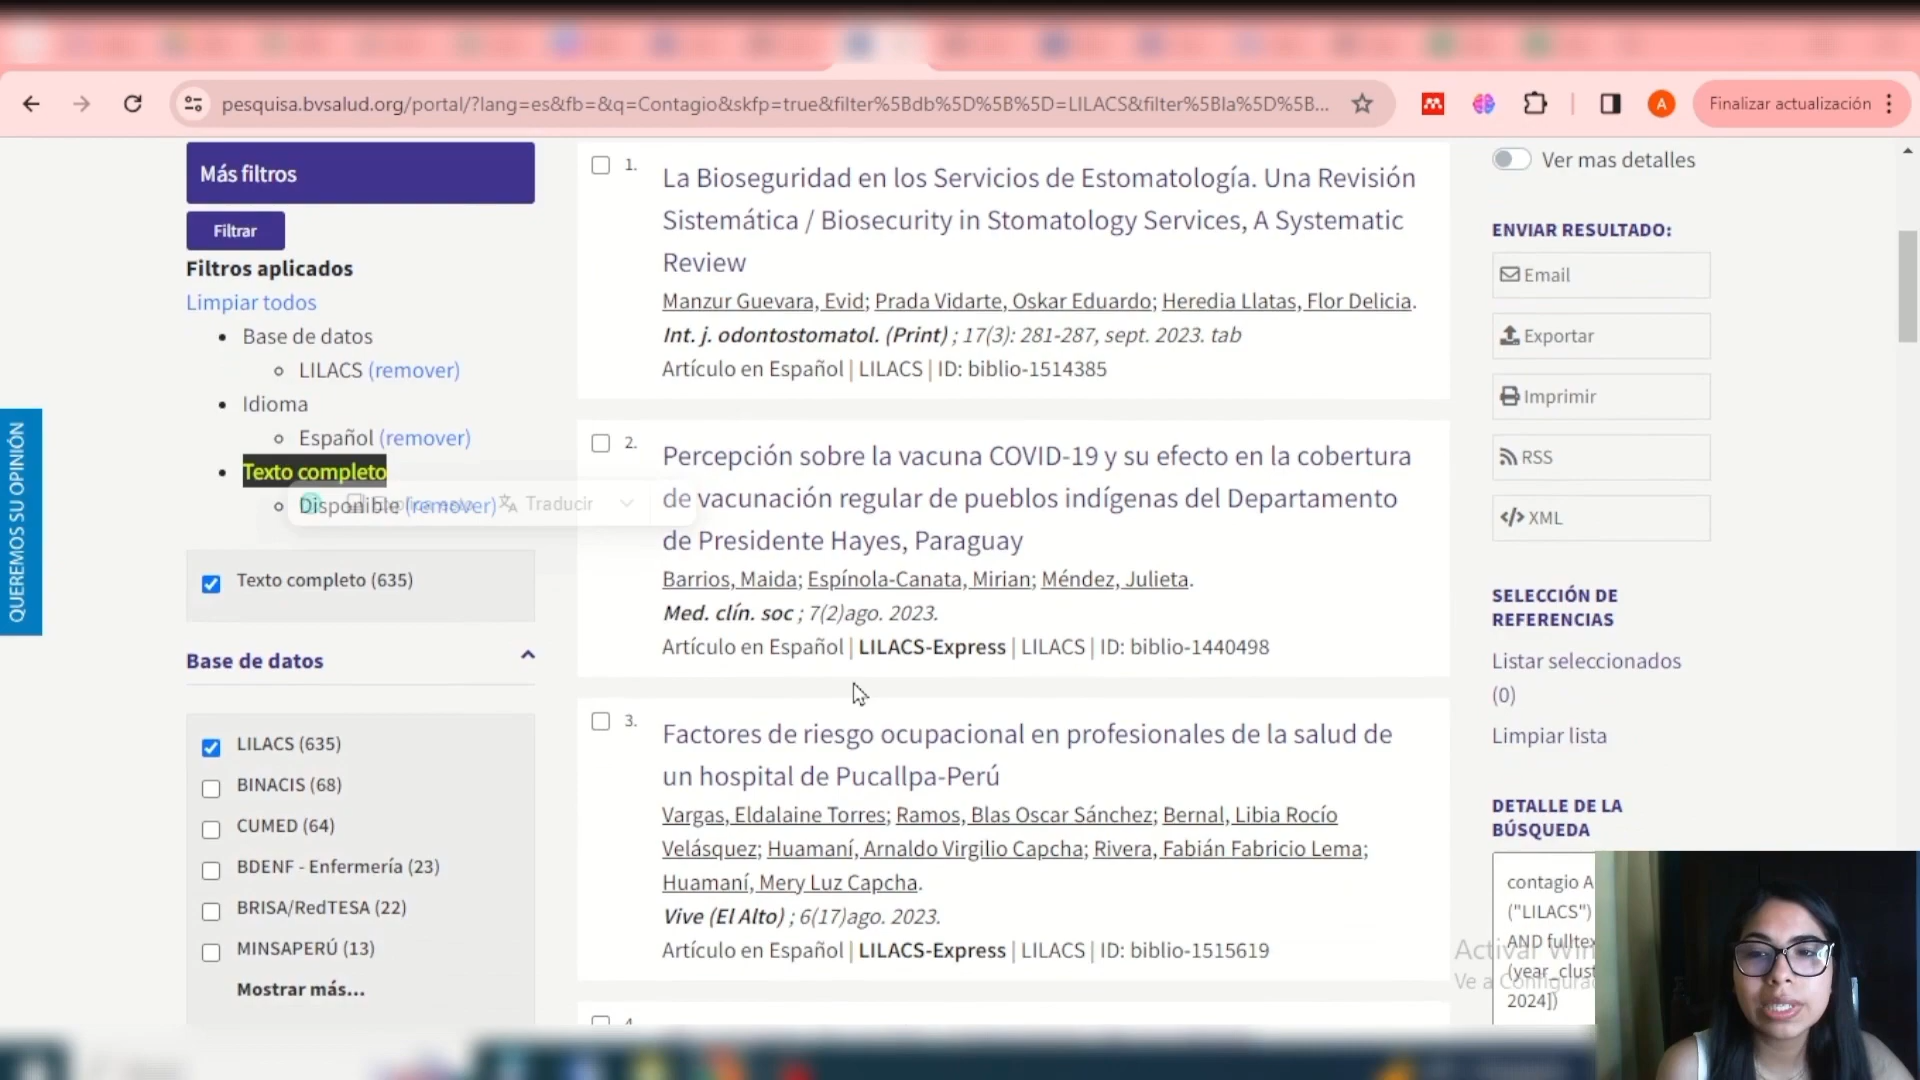 pesquisa.bvsalud.org/portal/?lang=es&fb=&q=Contagio&skfp=true&filter%5Bdb%5D%5B%5D=LILACS&filter%5Bla%5D%5B...
A
Finalizar actualización
Más filtros
Filtrar
Filtros aplicados
Limpiar todos
Base de datos
LILACS (remover)
Idioma
Español (remover)
Texto completo
Disponible (remover)
Traducir
Texto completo (635)
Base de datos
LILACS (635)
BINACIS (68)
CUMED (64)
BDENF - Enfermería (23)
BRISA/RedTESA (22)
MINSAPERÚ (13)
Mostrar más...
QUEREMOS SU OPINIÓN
1.
La Bioseguridad en los Servicios de Estomatología. Una Revisión
Sistemática / Biosecurity in Stomatology Services, A Systematic
Review
Manzur Guevara, Evid; Prada Vidarte, Oskar Eduardo; Heredia Llatas, Flor Delicia.
Int. j. odontostomatol. (Print) ; 17(3): 281-287, sept. 2023. tab
Artículo en Español | LILACS | ID: biblio-1514385
2.
Percepción sobre la vacuna COVID-19 y su efecto en la cobertura
de vacunación regular de pueblos indígenas del Departamento
de Presidente Hayes, Paraguay
Barrios, Maida; Espínola-Canata, Mirian; Méndez, Julieta.
Med. clín. soc ; 7(2)ago. 2023.
Artículo en Español | LILACS-Express | LILACS | ID: biblio-1440498
3.
Factores de riesgo ocupacional en profesionales de la salud de
un hospital de Pucallpa-Perú
Vargas, Eldalaine Torres; Ramos, Blas Oscar Sánchez; Bernal, Libia Rocío
Velásquez; Huamaní, Arnaldo Virgilio Capcha; Rivera, Fabián Fabricio Lema;
Huamaní, Mery Luz Capcha.
Vive (El Alto) ; 6(17)ago. 2023.
Artículo en Español | LILACS-Express | LILACS | ID: biblio-1515619
4
Ver mas detalles
ENVIAR RESULTADO:
Email
Exportar
Imprimir
RSS
</> XML
SELECCIÓN DE
REFERENCIAS
Listar seleccionados
(0)
Limpiar lista
DETALLE DE LA
BÚSQUEDA
contagio A
("LILACS")
AND fulltex
(year_clust
2024])
Activar Win
Ve a Configura